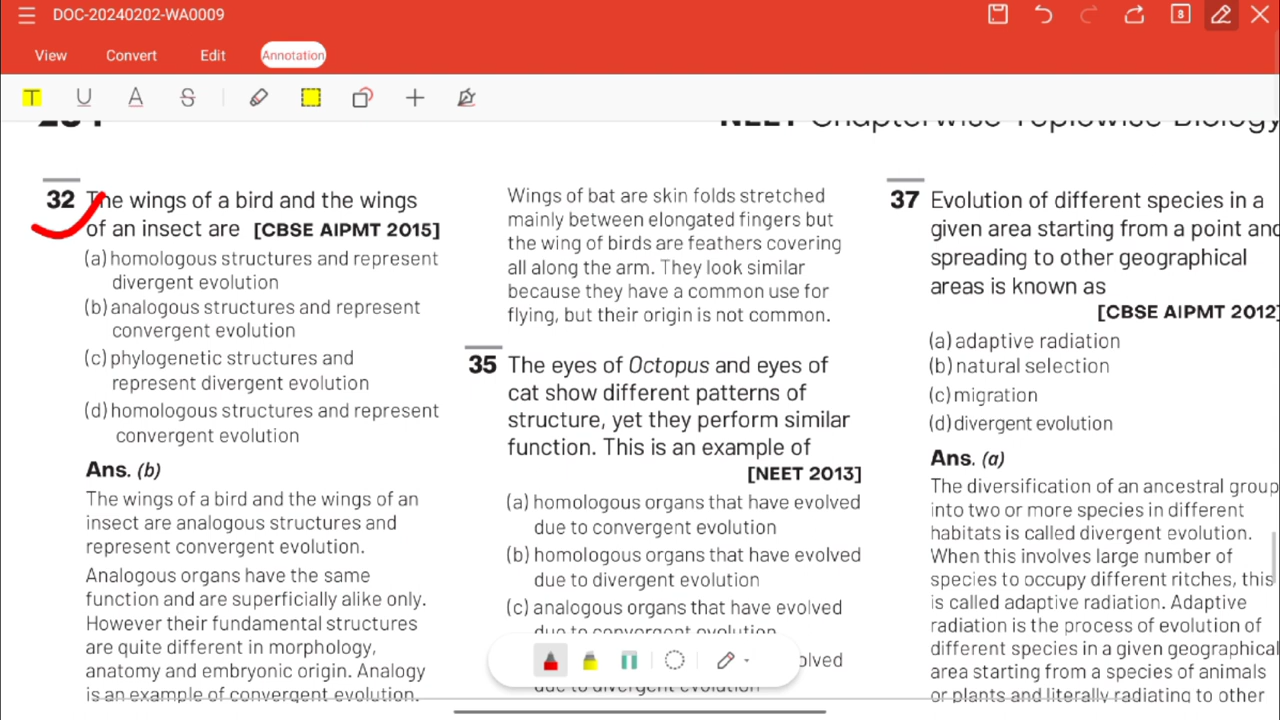 DOC-20240202-WA0009
8
View
Convert
Edit
Annotation
T
U
A
S
NEET Chapterwise Topicwise Biology
32 The wings of a bird and the wings
of an insect are [CBSE AIPMT 2015]
(a) homologous structures and represent
divergent evolution
(b) analogous structures and represent
convergent evolution
(c) phylogenetic structures and
represent divergent evolution
(d) homologous structures and represent
convergent evolution
Ans. (b)
The wings of a bird and the wings of an
insect are analogous structures and
represent convergent evolution.
Analogous organs have the same
function and are superficially alike only.
However their fundamental structures
are quite different in morphology,
anatomy and embryonic origin. Analogy
is an example of convergent evolution.
Wings of bat are skin folds stretched
mainly between elongated fingers but
the wing of birds are feathers covering
all along the arm. They look similar
because they have a common use for
flying, but their origin is not common.
35 The eyes of Octopus and eyes of
cat show different patterns of
structure, yet they perform similar
function. This is an example of
[NEET 2013]
(a) homologous organs that have evolved
due to convergent evolution
(b) homologous organs that have evolved
due to divergent evolution
(c) analogous organs that have evolved
due to convergent evolution
olved
due to divergent evolution
37 Evolution of different species in a
given area starting from a point and
spreading to other geographical
areas is known as
[CBSE AIPMT 2012]
(a) adaptive radiation
(b) natural selection
(c) migration
(d) divergent evolution
Ans. (a)
The diversification of an ancestral group
into two or more species in different
habitats is called divergent evolution.
When this involves large number of
species to occupy different ritches, this
is called adaptive radiation. Adaptive
radiation is the process of evolution of
different species in a given geographical
area starting from a species of animals
or plants and literally radiating to other